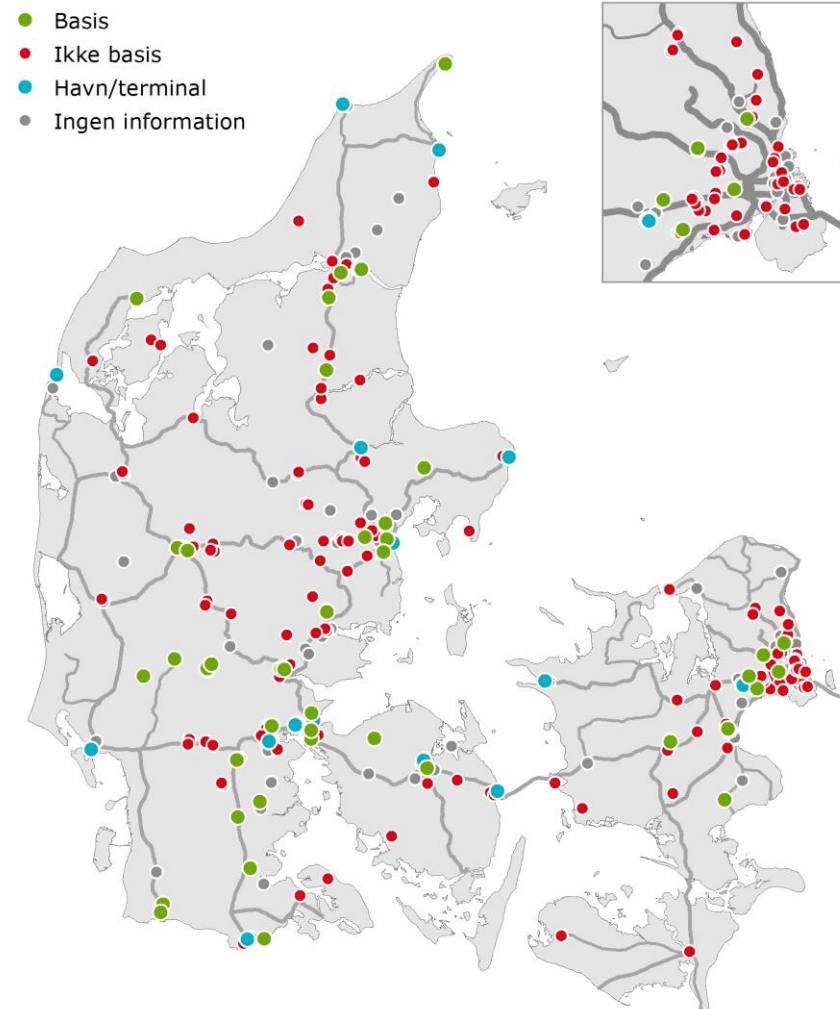 Basis
Ikke basis
Havn/terminal
Ingen information